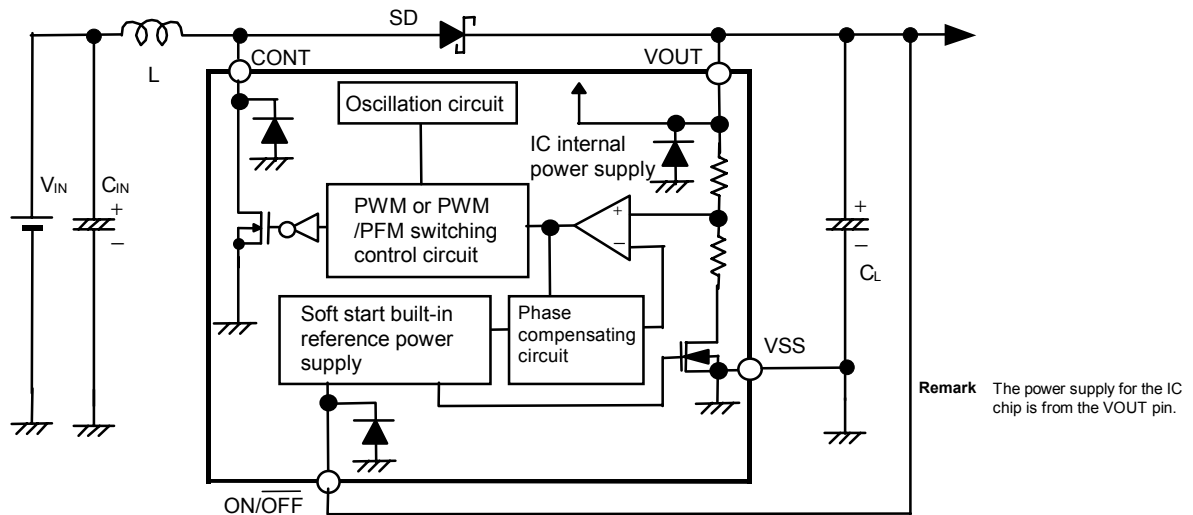 SD
L
CONT
VOUT
Oscillation circuit
IC internal
power supply
VIN
CIN
+
−
PWM or PWM
/PFM switching
control circuit
+
−
+
−
CL
Soft start built-in
reference power
supply
Phase
compensating
circuit
VSS
Remark The power supply for the IC
chip is from the VOUT pin.
ON/OFF